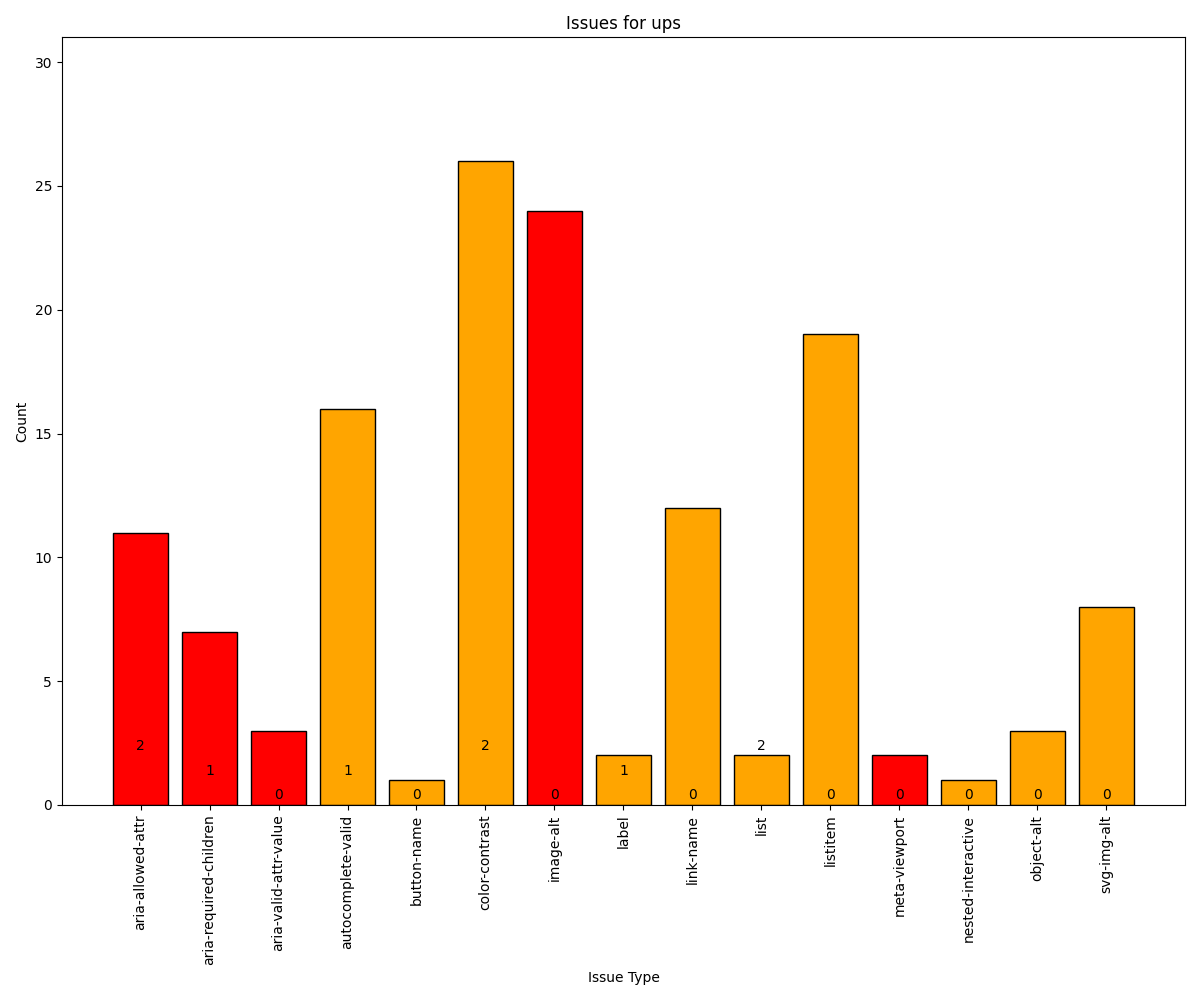 Issues for ups
30
25
20
15
10
5
0
Count
2
1
0
1
0
2
0
1
0
2
0
0
0
0
0
aria-allowed-attr
aria-required-children
aria-valid-attr-value
autocomplete-valid
button-name
color-contrast
image-alt
label
link-name
list
listitem
meta-viewport
nested-interactive
object-alt
svg-img-alt
Issue Type